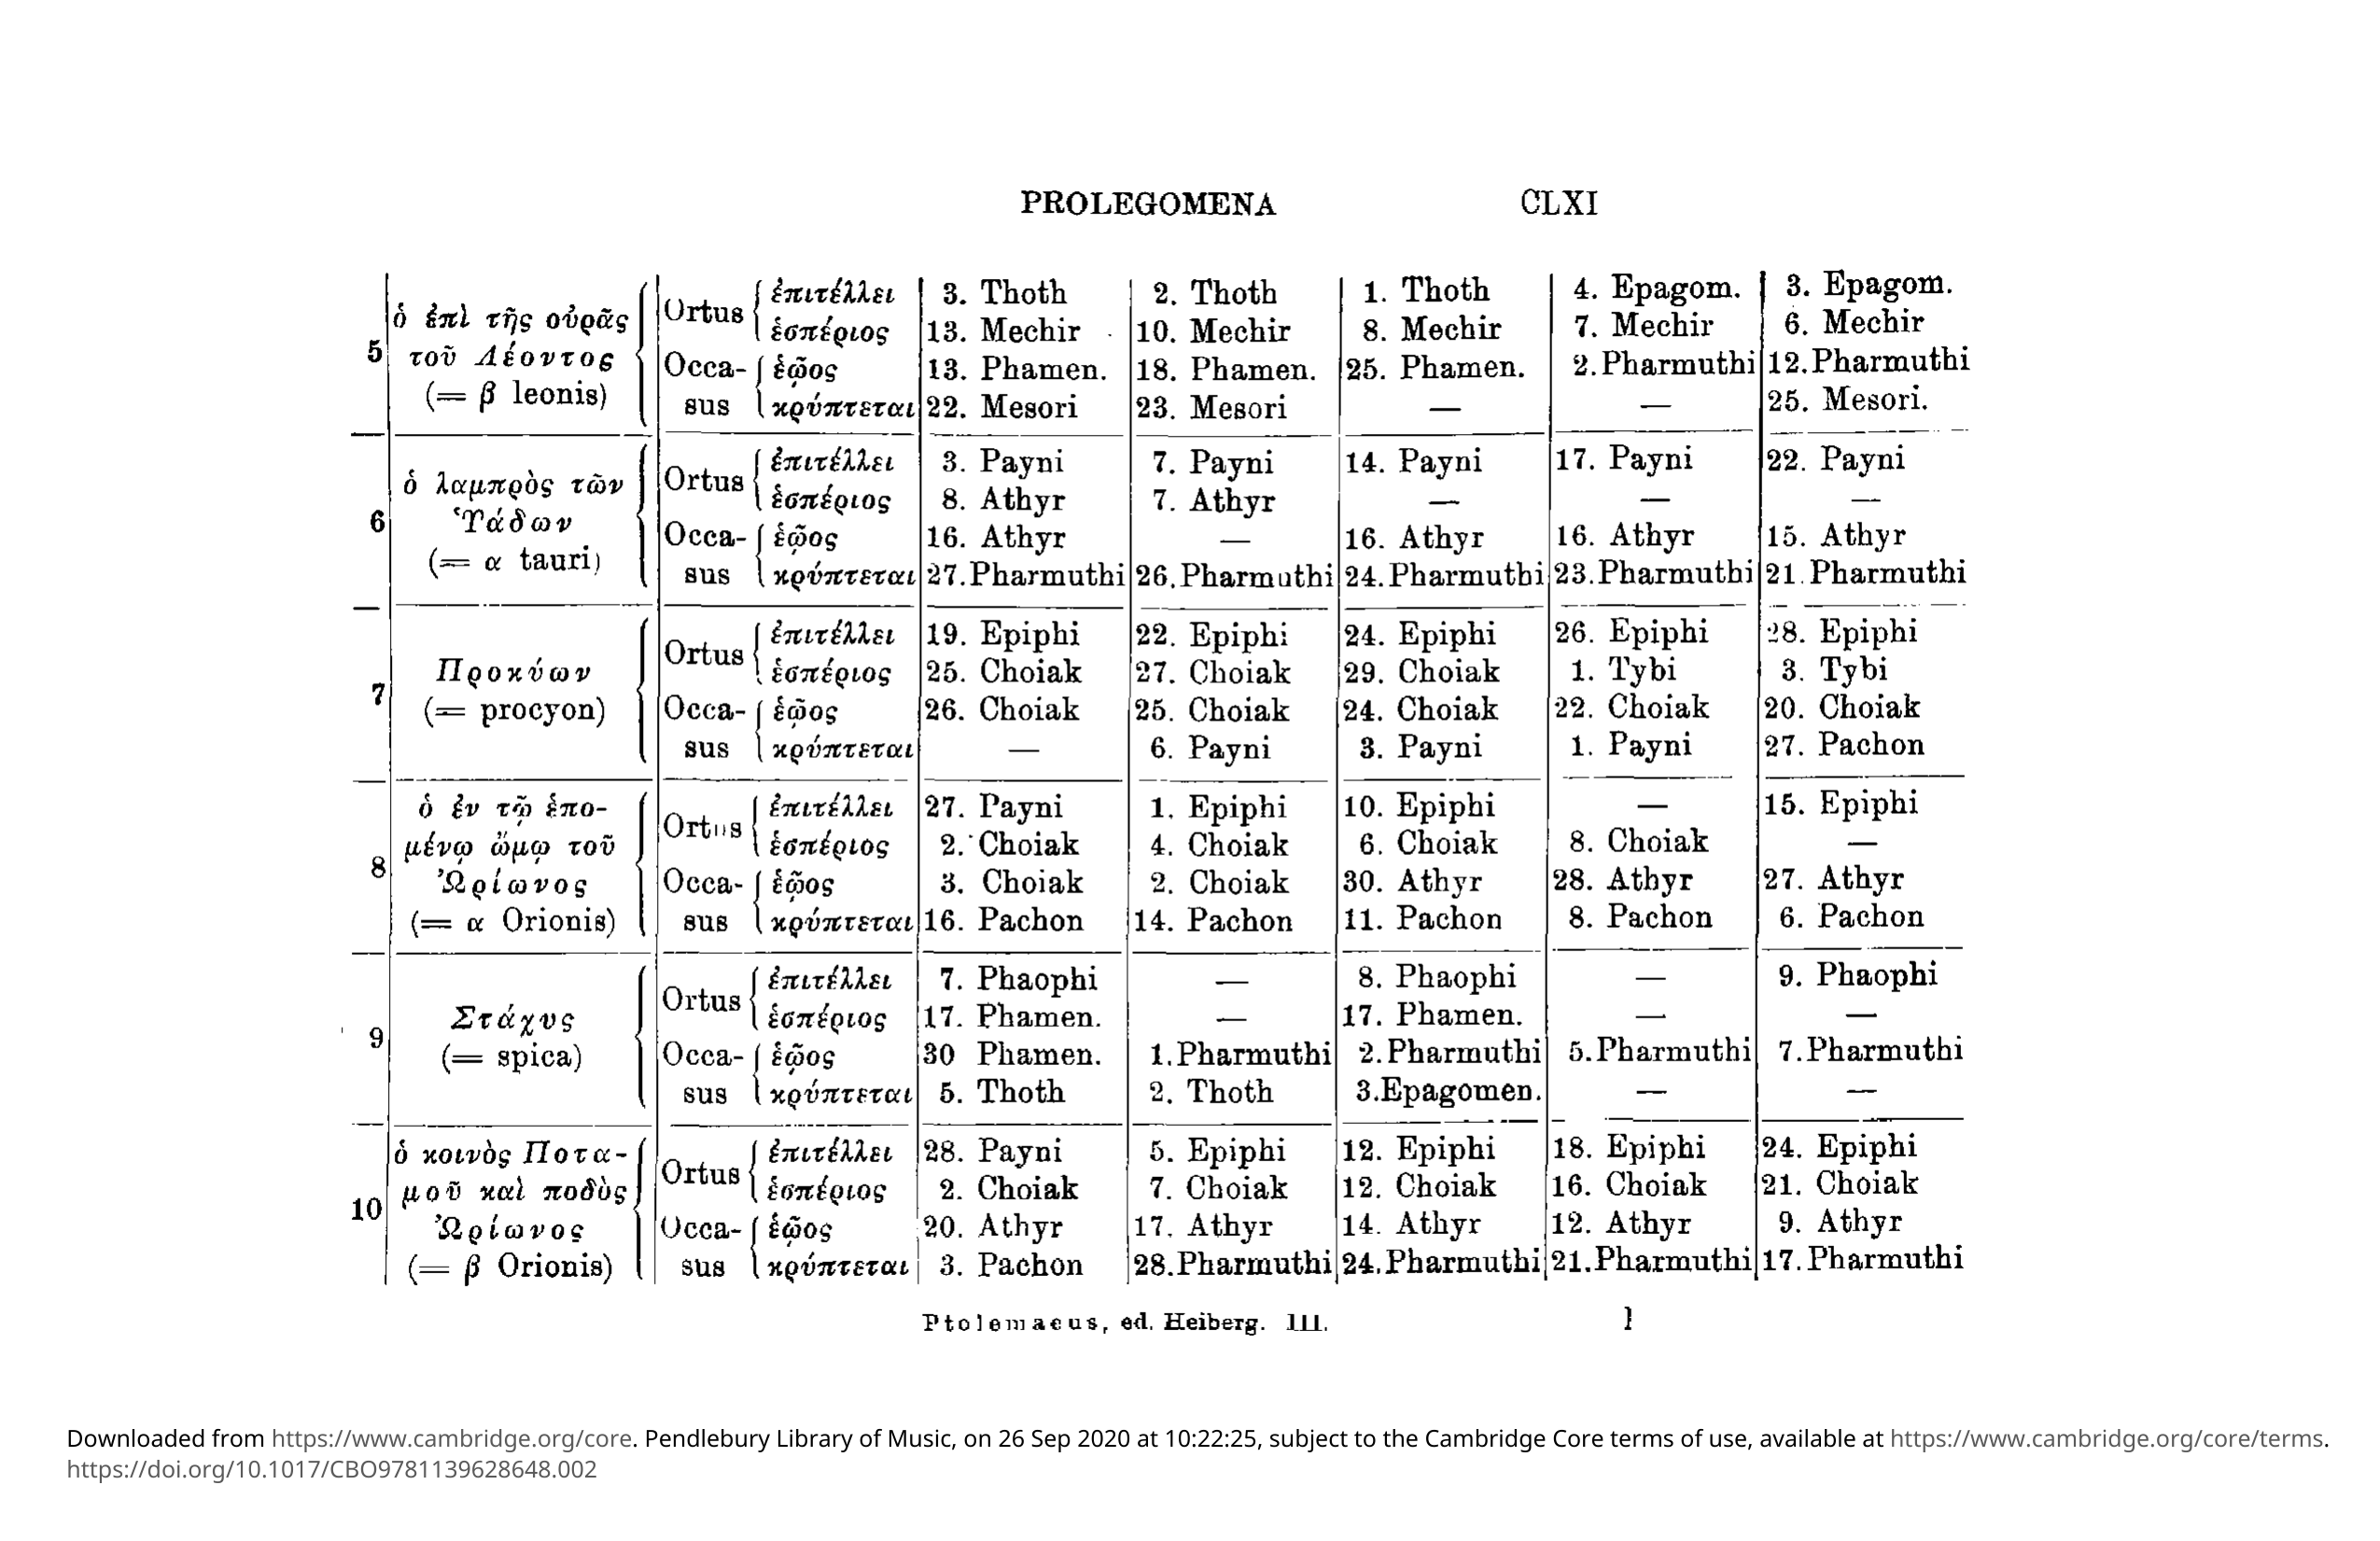 PROLEGOMENA CLXI
5 ὁ ἐπὶ τῆς οὐρᾶς τοῦ Λέοντος (= β leonis)
Ortus ἐπιτέλλει 3. Thoth 2. Thoth 1. Thoth 4. Epagom. 3. Epagom.
ἑσπέριος 13. Mechir 10. Mechir 8. Mechir 7. Mechir 6. Mechir
Occa- ἑῷος 13. Phamen. 18. Phamen. 25. Phamen. 2. Pharmuthi 12. Pharmuthi
sus κρύπτεται 22. Mesori 23. Mesori — — 25. Mesori.
6 ὁ λαμπρὸς τῶν Ὑάδων (= α tauri)
Ortus ἐπιτέλλει 3. Payni 7. Payni 14. Payni 17. Payni 22. Payni
ἑσπέριος 8. Athyr 7. Athyr — — —
Occa- ἑῷος 16. Athyr — 16. Athyr 16. Athyr 15. Athyr
sus κρύπτεται 27. Pharmuthi 26. Pharmuthi 24. Pharmuthi 23. Pharmuthi 21. Pharmuthi
7 Προκύων (= procyon)
Ortus ἐπιτέλλει 19. Epiphi 22. Epiphi 24. Epiphi 26. Epiphi 28. Epiphi
ἑσπέριος 25. Choiak 27. Choiak 29. Choiak 1. Tybi 3. Tybi
Occa- ἑῷος 26. Choiak 25. Choiak 24. Choiak 22. Choiak 20. Choiak
sus κρύπτεται — 6. Payni 3. Payni 1. Payni 27. Pachon
8 ὁ ἐν τῷ ἑπο- μένῳ ὤμῳ τοῦ Ὠρίωνος (= α Orionis)
Ortus ἐπιτέλλει 27. Payni 1. Epiphi 10. Epiphi — 15. Epiphi
ἑσπέριος 2. Choiak 4. Choiak 6. Choiak 8. Choiak —
Occa- ἑῷος 3. Choiak 2. Choiak 30. Athyr 28. Athyr 27. Athyr
sus κρύπτεται 16. Pachon 14. Pachon 11. Pachon 8. Pachon 6. Pachon
9 Στάχυς (= spica)
Ortus ἐπιτέλλει 7. Phaophi — 8. Phaophi — 9. Phaophi
ἑσπέριος 17. Phamen. — 17. Phamen. — —
Occa- ἑῷος 30 Phamen. 1. Pharmuthi 2. Pharmuthi 5. Pharmuthi 7. Pharmuthi
sus κρύπτεται 5. Thoth 2. Thoth 3. Epagomen. — —
10 ὁ κοινὸς Ποτα- μοῦ καὶ ποδὸς Ὠρίωνος (= β Orionis)
Ortus ἐπιτέλλει 28. Payni 5. Epiphi 12. Epiphi 18. Epiphi 24. Epiphi
ἑσπέριος 2. Choiak 7. Choiak 12. Choiak 16. Choiak 21. Choiak
Occa- ἑῷος 20. Athyr 17. Athyr 14. Athyr 12. Athyr 9. Athyr
sus κρύπτεται 3. Pachon 28. Pharmuthi 24. Pharmuthi 21. Pharmuthi 17. Pharmuthi
Ptolemaeus, ed. Heiberg. III. l
Downloaded from https://www.cambridge.org/core. Pendlebury Library of Music, on 26 Sep 2020 at 10:22:25, subject to the Cambridge Core terms of use, available at https://www.cambridge.org/core/terms.
https://doi.org/10.1017/CBO9781139628648.002